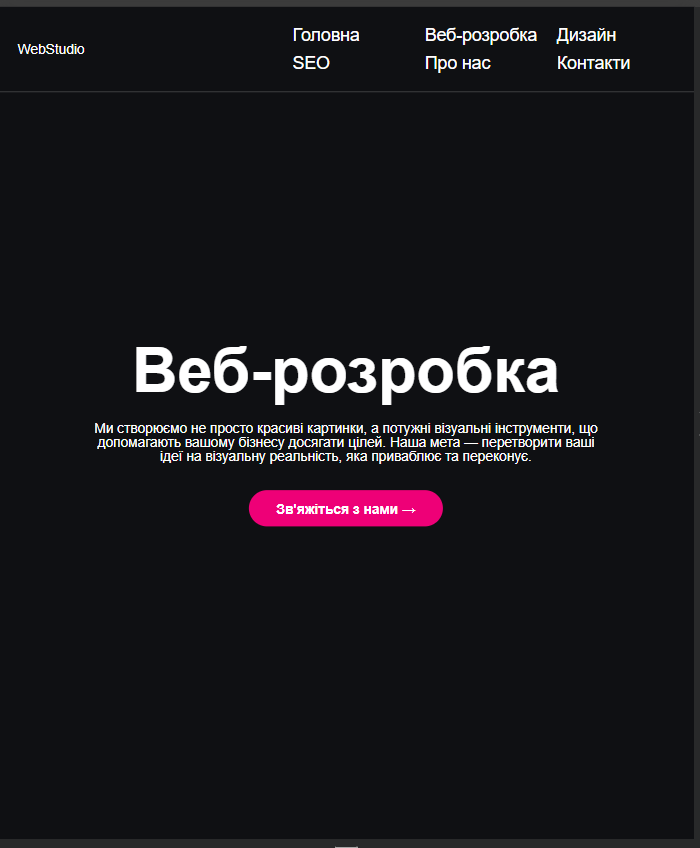 WebStudio
Головна Веб-розробка Дизайн
SEO Про нас Контакти
Веб-розробка
Ми створюємо не просто красиві картинки, а потужні візуальні інструменти, що
допомагають вашому бізнесу досягати цілей. Наша мета — перетворити ваші
ідеї на візуальну реальність, яка приваблює та переконує.
Зв'яжіться з нами →